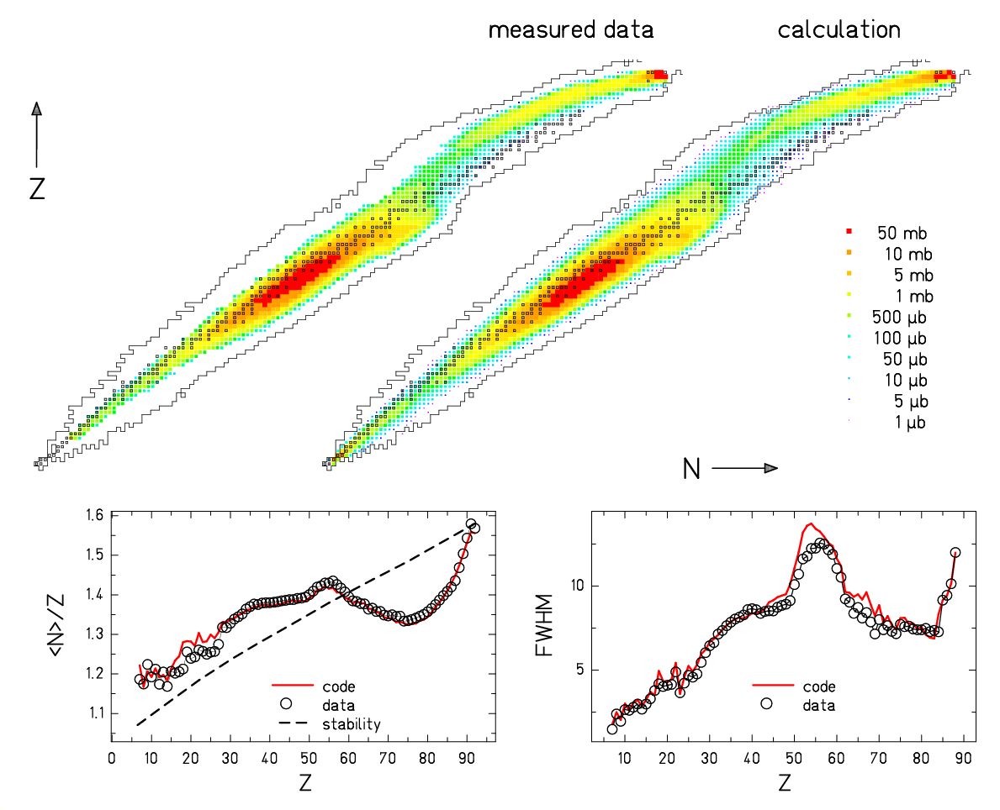 measured data
calculation
Z
50 mb
10 mb
5 mb
1 mb
500 µb
100 µb
50 µb
10 µb
5 µb
1 µb
N
1.6
1.5
1.4
1.3
1.2
1.1
<N>/Z
code
data
stability
0 10 20 30 40 50 60 70 80 90
Z
10
5
FWHM
code
data
10 20 30 40 50 60 70 80 90
Z